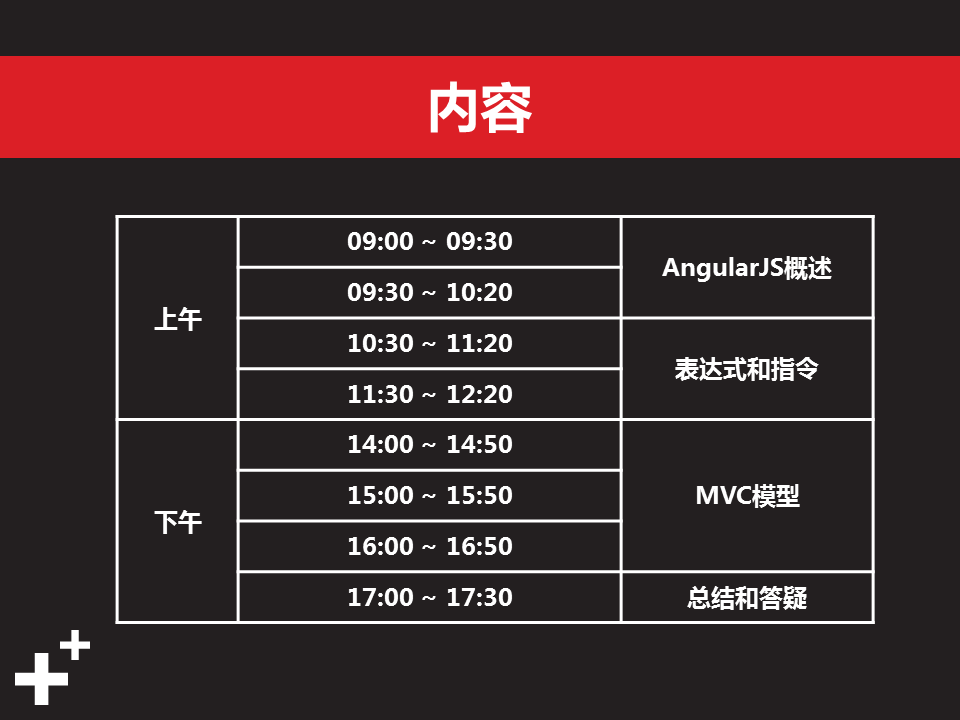 内容
上午
09:00 ~ 09:30
AngularJS概述
09:30 ~ 10:20
10:30 ~ 11:20
表达式和指令
11:30 ~ 12:20
下午
14:00 ~ 14:50
MVC模型
15:00 ~ 15:50
16:00 ~ 16:50
17:00 ~ 17:30
总结和答疑